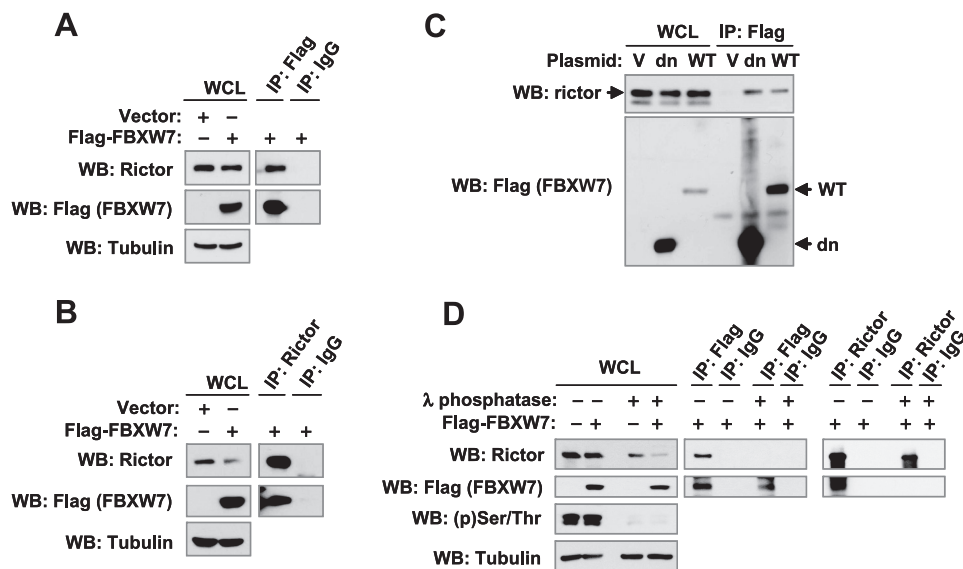 A
WCL
IP: Flag
IP: IgG
Vector: + –
Flag-FBXW7: – + + +
WB: Rictor
WB: Flag (FBXW7)
WB: Tubulin
B
WCL
IP: Rictor
IP: IgG
Vector: + –
Flag-FBXW7: – + + +
WB: Rictor
WB: Flag (FBXW7)
WB: Tubulin
C
WCL IP: Flag
Plasmid: V dn WT V dn WT
WB: rictor
WB: Flag (FBXW7)
WT
dn
D
WCL
IP: Flag
IP: IgG
IP: Flag
IP: IgG
IP: Rictor
IP: IgG
IP: Rictor
IP: IgG
λ phosphatase: – – + + – – + + – – + +
Flag-FBXW7: – + – + + + + + + + + +
WB: Rictor
WB: Flag (FBXW7)
WB: (p)Ser/Thr
WB: Tubulin